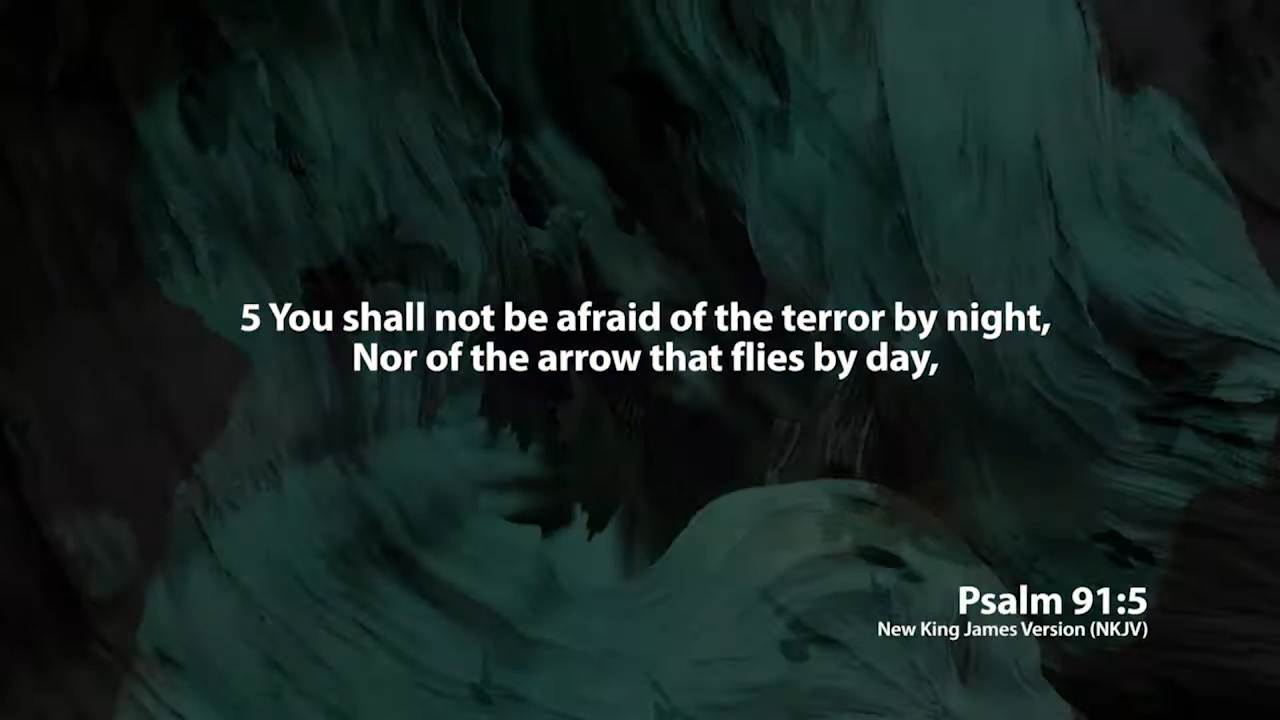 5 You shall not be afraid of the terror by night,
Nor of the arrow that flies by day,
Psalm 91:5
New King James Version (NKJV)